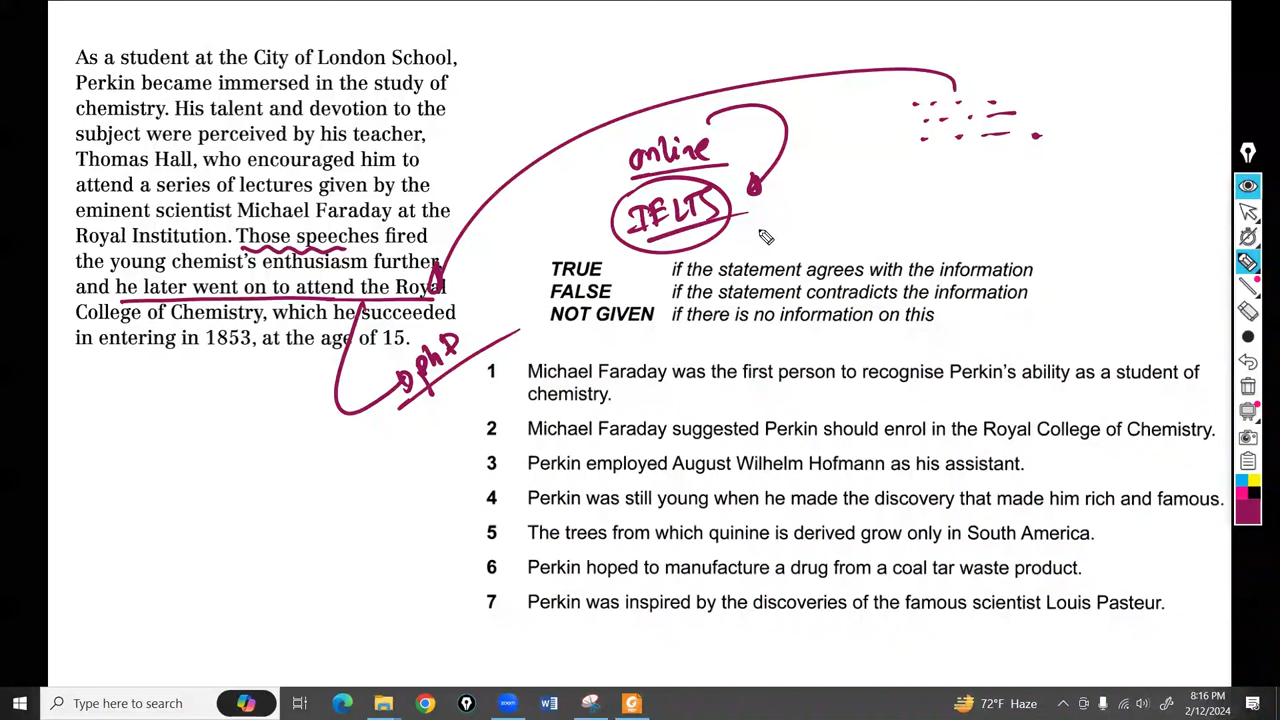 As a student at the City of London School,
Perkin became immersed in the study of
chemistry. His talent and devotion to the
subject were perceived by his teacher,
Thomas Hall, who encouraged him to
attend a series of lectures given by the
eminent scientist Michael Faraday at the
Royal Institution. Those speeches fired
the young chemist's enthusiasm further
and he later went on to attend the Royal
College of Chemistry, which he succeeded
in entering in 1853, at the age of 15.
phD
online
IELTS
TRUE if the statement agrees with the information
FALSE if the statement contradicts the information
NOT GIVEN if there is no information on this
1 Michael Faraday was the first person to recognise Perkin's ability as a student of
chemistry.
2 Michael Faraday suggested Perkin should enrol in the Royal College of Chemistry.
3 Perkin employed August Wilhelm Hofmann as his assistant.
4 Perkin was still young when he made the discovery that made him rich and famous.
5 The trees from which quinine is derived grow only in South America.
6 Perkin hoped to manufacture a drug from a coal tar waste product.
7 Perkin was inspired by the discoveries of the famous scientist Louis Pasteur.
Type here to search
zoom
72°F Haze
8:16 PM
2/12/2024